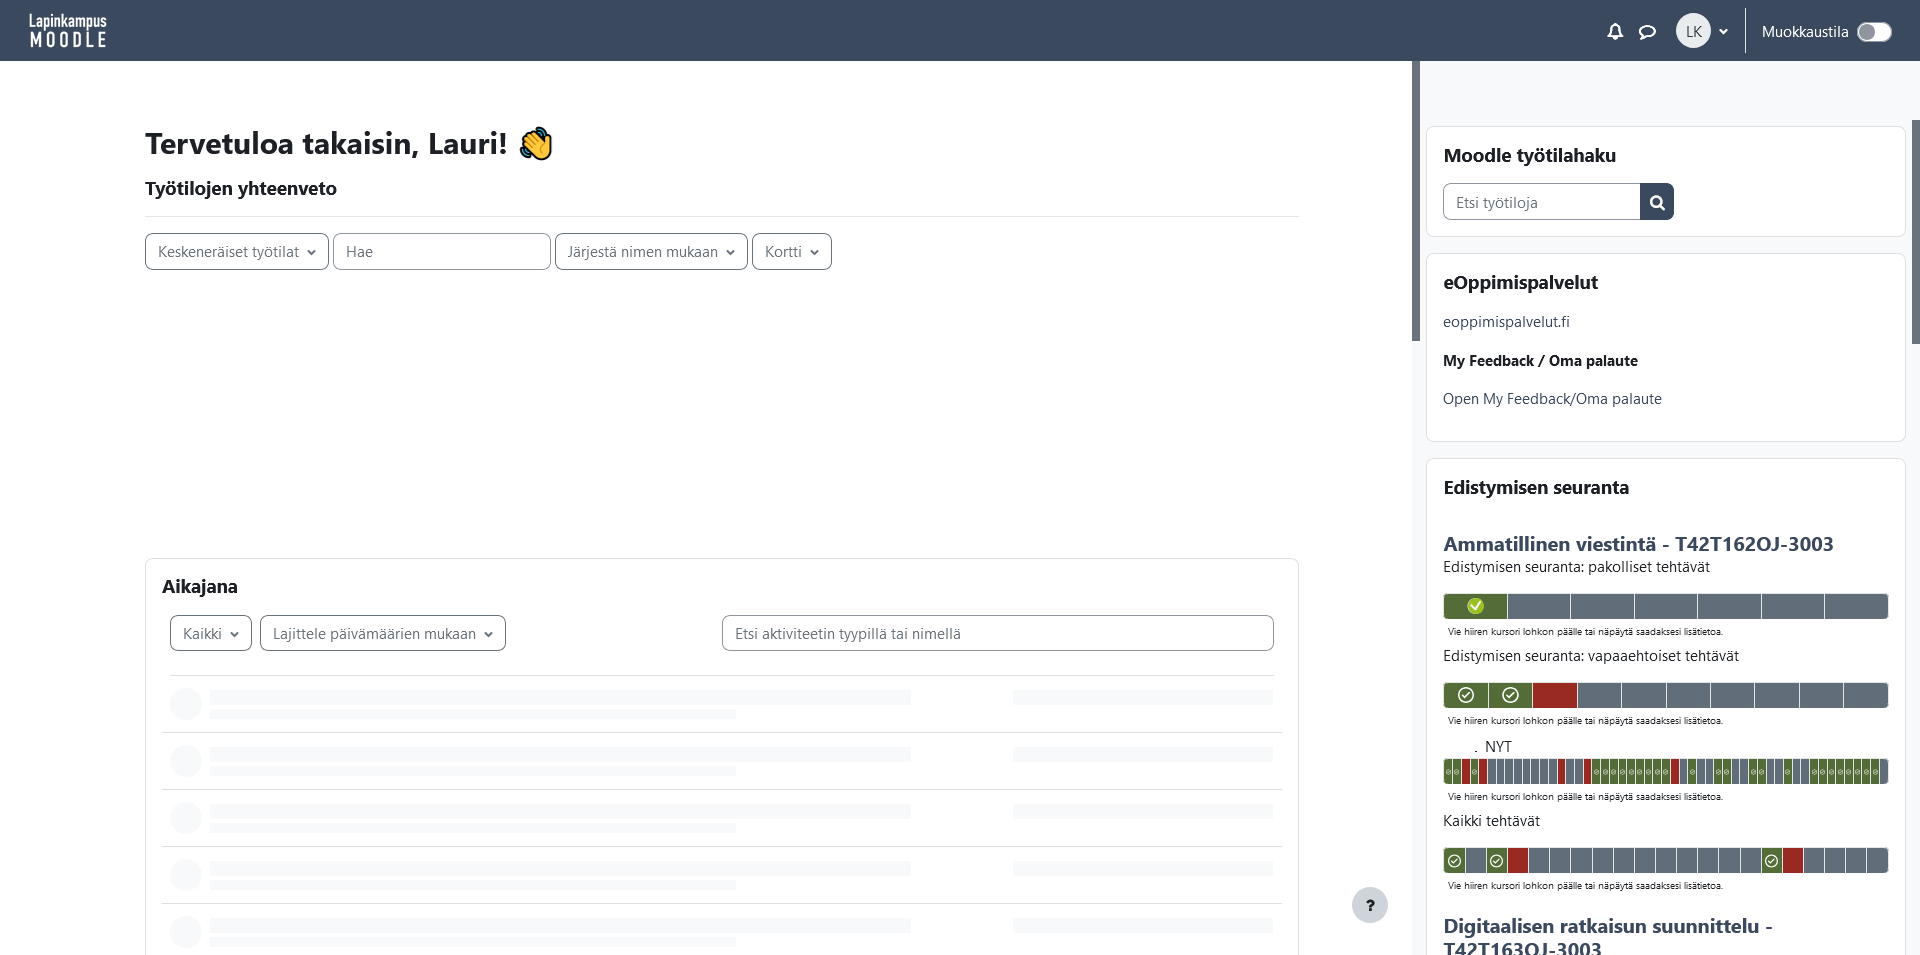 Lapinkampus
MOODLE
LK
Muokkaustila
Tervetuloa takaisin, Lauri! 👋
Työtilojen yhteenveto
Keskeneräiset työtilat
Hae
Järjestä nimen mukaan
Kortti
Aikajana
Kaikki
Lajittele päivämäärien mukaan
Etsi aktiviteetin tyypillä tai nimellä
?
Moodle työtilahaku
Etsi työtiloja
eOppimispalvelut
eoppimispalvelut.fi
My Feedback / Oma palaute
Open My Feedback/Oma palaute
Edistymisen seuranta
Ammatillinen viestintä - T42T162OJ-3003
Edistymisen seuranta: pakolliset tehtävät
Vie hiiren kursori lohkon päälle tai näpäytä saadaksesi lisätietoa.
Edistymisen seuranta: vapaaehtoiset tehtävät
Vie hiiren kursori lohkon päälle tai näpäytä saadaksesi lisätietoa.
. NYT
Vie hiiren kursori lohkon päälle tai näpäytä saadaksesi lisätietoa.
Kaikki tehtävät
Vie hiiren kursori lohkon päälle tai näpäytä saadaksesi lisätietoa.
Digitaalisen ratkaisun suunnittelu -
T42T163OJ-3003